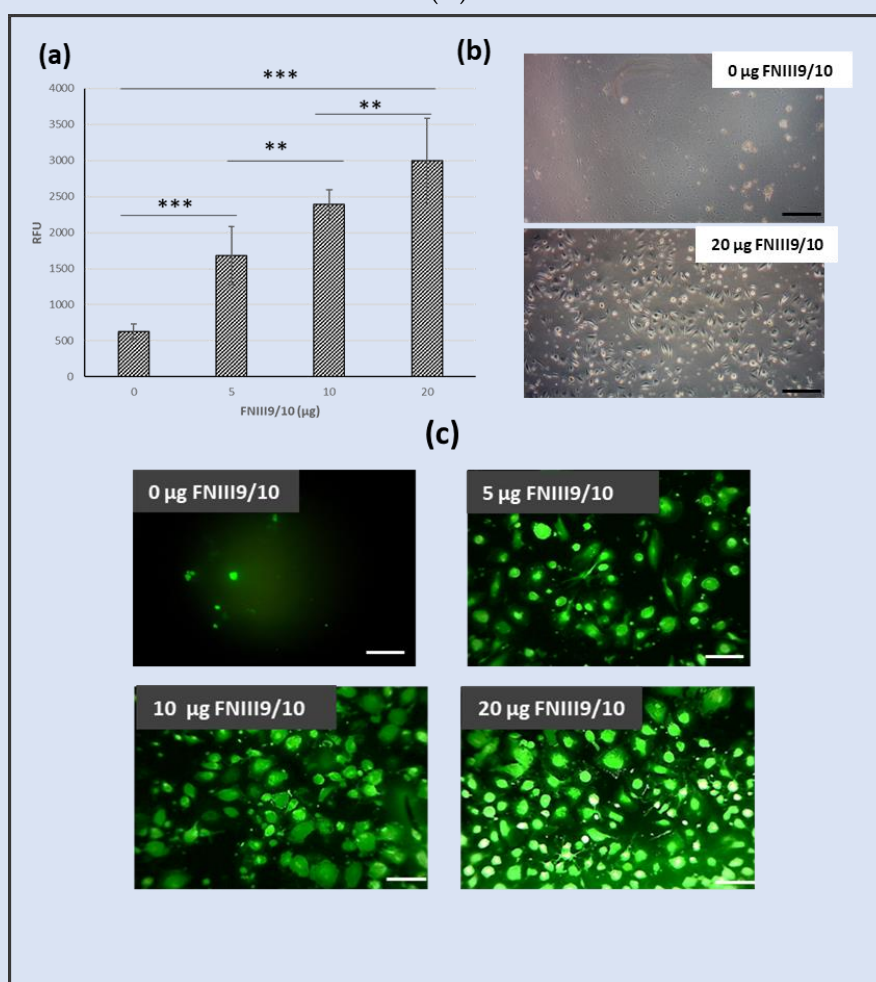 (a)
(b)
***
**
**
***
4000
3500
3000
2500
2000
1500
1000
500
0
RFU
0 5 10 20
FNIII9/10 (µg)
0 µg FNIII9/10
20 µg FNIII9/10
(c)
0 µg FNIII9/10
5 µg FNIII9/10
10 µg FNIII9/10
20 µg FNIII9/10